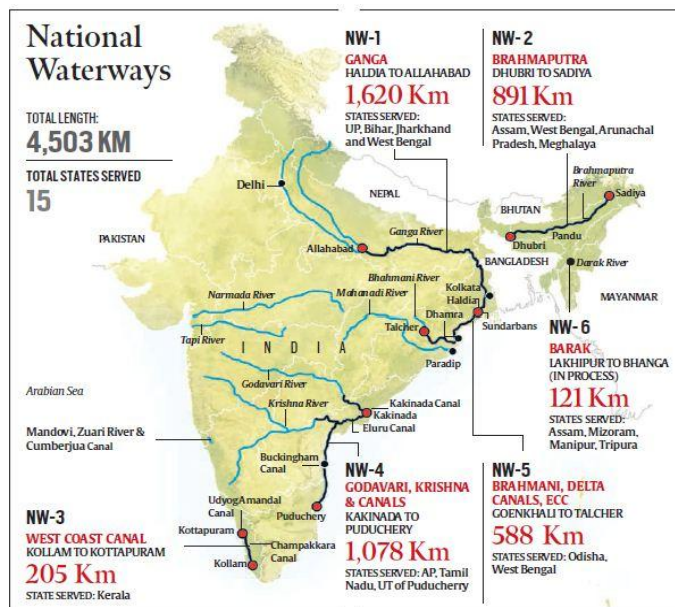 National
Waterways
TOTAL LENGTH:
4,503 KM
TOTAL STATES SERVED
15
NW-1
GANGA
HALDIA TO ALLAHABAD
1,620 Km
STATES SERVED:
UP, Bihar, Jharkhand
and West Bengal
NW-2
BRAHMAPUTRA
DHUBRI TO SADIYA
891 Km
STATES SERVED:
Assam, West Bengal, Arunachal
Pradesh, Meghalaya
Brahmaputra
River
Sadiya
Delhi
NEPAL
BHUTAN
Pandu
Dhubri
PAKISTAN
Allahabad
Ganga River
BANGLADESH
Darak River
Bhahmani River
Narmada River
Mahanadi River
Kolkata
Haldia
MAYANMAR
Dhamra
Talcher
Sundarbans
Tapi River
INDIA
Paradip
Godavari River
Arabian Sea
Krishna River
Kakinada Canal
Kakinada
Eluru Canal
Mandovi, Zuari River &
Cumberjua Canal
Buckingham
Canal
Udyog Amandal
Canal
Puduchery
Kottapuram
Champakkara
Canal
Kollam
NW-6
BARAK
LAKHIPUR TO BHANGA
(IN PROCESS)
121 Km
STATES SERVED:
Assam, Mizoram,
Manipur, Tripura
NW-3
WEST COAST CANAL
KOLLAM TO KOTTAPURAM
205 Km
STATE SERVED: Kerala
NW-4
GODAVARI, KRISHNA
& CANALS
KAKINADA TO
PUDUCHERY
1,078 Km
STATES SERVED: AP, Tamil
Nadu, UT of Puducherry
NW-5
BRAHMANI, DELTA
CANALS, ECC
GOENKHALI TO TALCHER
588 Km
STATES SERVED: Odisha,
West Bengal